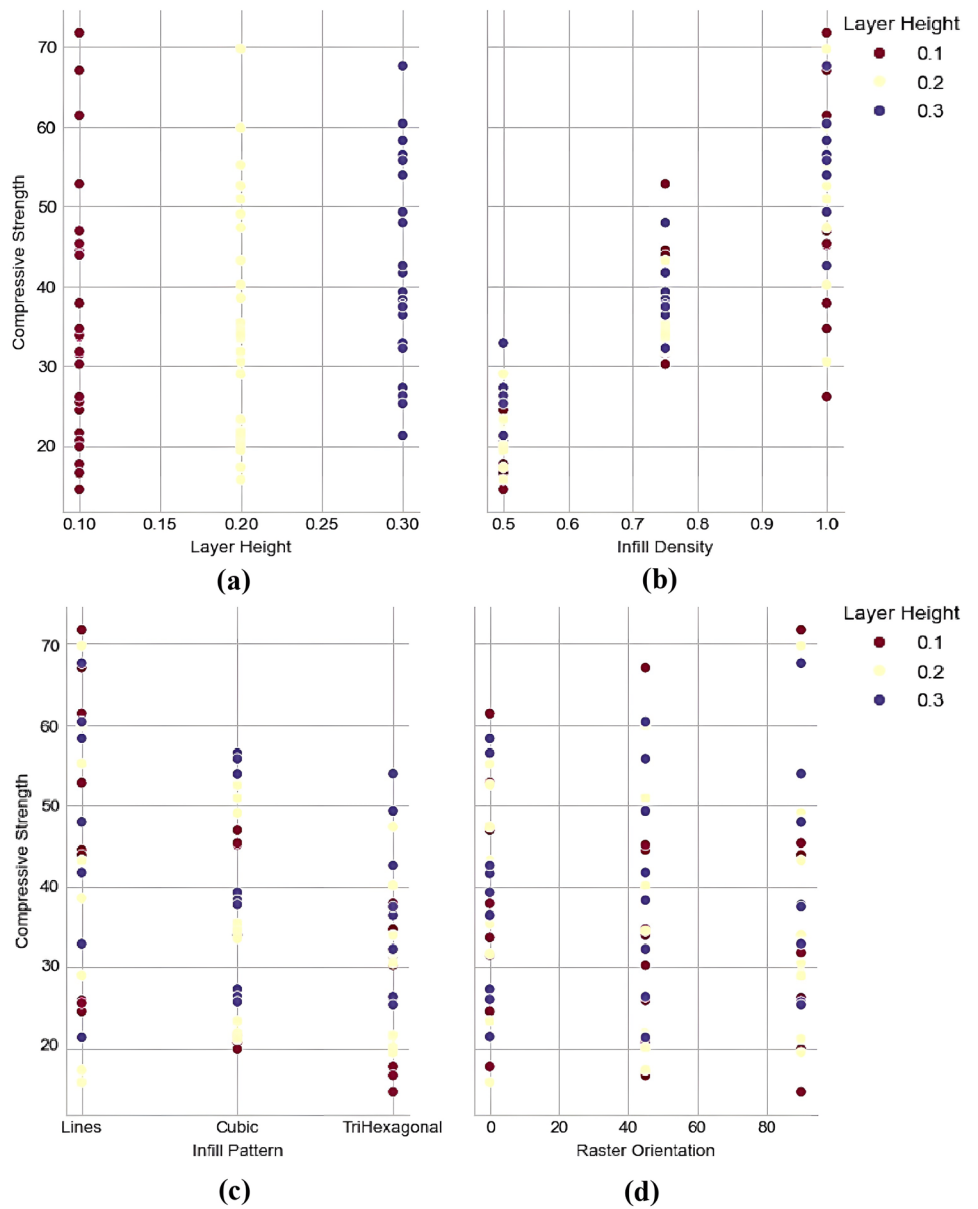 Layer Height
0.1
0.2
0.3
Compressive Strength
70
60
50
40
30
20
0.10 0.15 0.20 0.25 0.30
Layer Height
(a)
0.5 0.6 0.7 0.8 0.9 1.0
Infill Density
(b)
Layer Height
0.1
0.2
0.3
Compressive Strength
70
60
50
40
30
20
Lines Cubic TriHexagonal
Infill Pattern
(c)
0 20 40 60 80
Raster Orientation
(d)